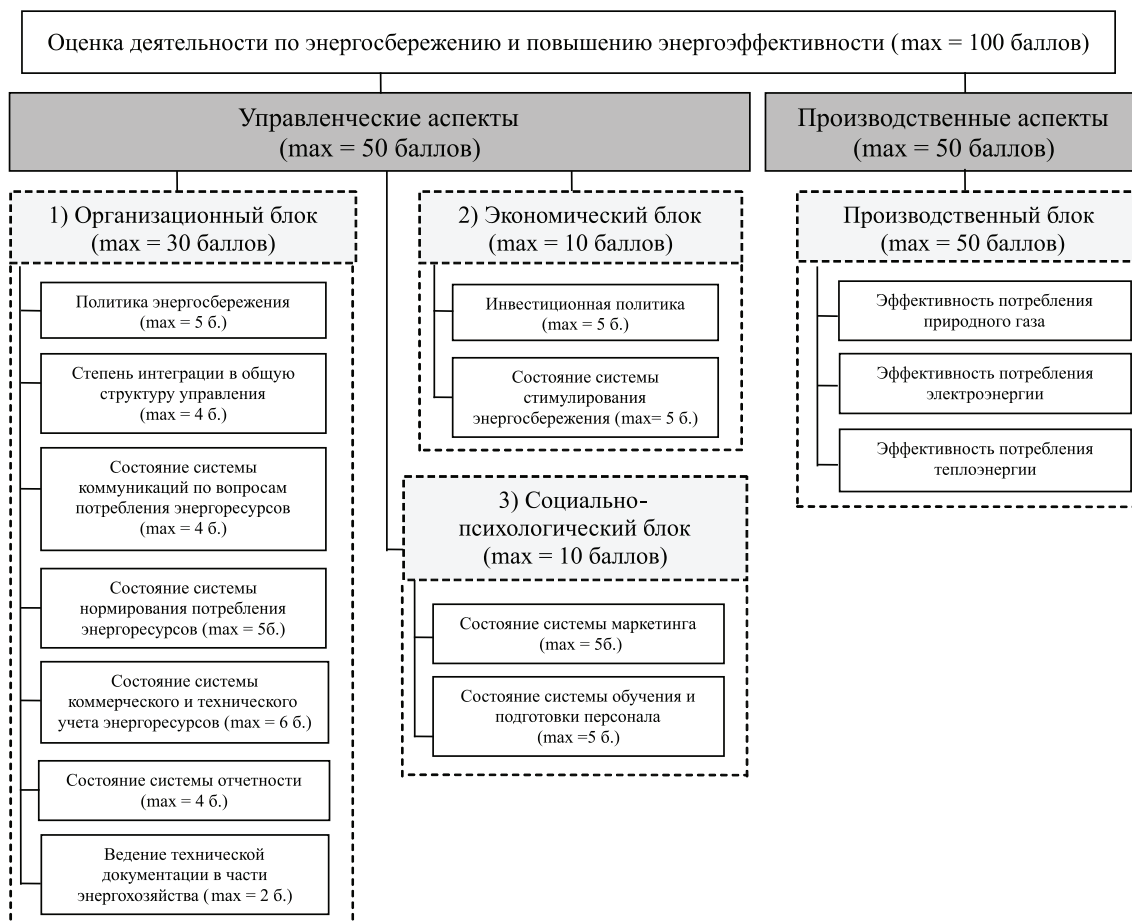 Оценка деятельности по энергосбережению и повышению энергоэффективности (max = 100 баллов)
Управленческие аспекты
(max = 50 баллов)
Производственные аспекты
(max = 50 баллов)
1) Организационный блок
(max = 30 баллов)
Политика энергосбережения
(max = 5 б.)
Степень интеграции в общую
структуру управления
(max = 4 б.)
Состояние системы
коммуникаций по вопросам
потребления энергоресурсов
(max = 4 б.)
Состояние системы
нормирования потребления
энергоресурсов (max = 5б.)
Состояние системы
коммерческого и технического
учета энергоресурсов (max = 6 б.)
Состояние системы отчетности
(max = 4 б.)
Ведение технической
документации в части
энергохозяйства (max = 2 б.)
2) Экономический блок
(max = 10 баллов)
Инвестиционная политика
(max = 5 б.)
Состояние системы
стимулирования
энергосбережения (max= 5 б.)
3) Социально-
психологический блок
(max = 10 баллов)
Состояние системы маркетинга
(max = 5б.)
Состояние системы обучения и
подготовки персонала
(max =5 б.)
Производственный блок
(max = 50 баллов)
Эффективность потребления
природного газа
Эффективность потребления
электроэнергии
Эффективность потребления
теплоэнергии